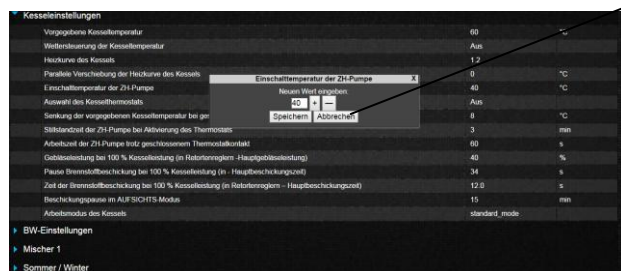 Kesseleinstellungen
Vorgegebene Kesseltemperatur 60 °C
Wettersteuerung der Kesseltemperatur Aus
Heizkurve des Kessels 1.2
Parallele Verschiebung der Heizkurve des Kessels 0 °C
Einschalttemperatur der ZH-Pumpe 40 °C
Auswahl des Kesselthermostats Aus
Senkung der vorgegebenen Kesseltemperatur bei ges 8 °C
Stillstandzeit der ZH-Pumpe bei Aktivierung des Thermostats 3 min
Arbeitszeit der ZH-Pumpe trotz geschlossenem Thermostatkontakt 60 s
Gebläseleistung bei 100 % Kesselleistung (in Retortenreglern -Hauptgebläseleistung) 40 %
Pause Brennstoffbeschickung bei 100 % Kesselleistung (in - Hauptbeschickungszeit) 34 s
Zeit der Brennstoffbeschickung bei 100 % Kesselleistung (in Retortenreglern – Hauptbeschickungszeit) 12.0 s
Beschickungspause im AUFSICHTS-Modus 15 min
Arbeitsmodus des Kessels standard_mode
BW-Einstellungen
Mischer 1
Sommer / Winter
Einschalttemperatur der ZH-Pumpe X
Neuen Wert eingeben:
40 + —
Speichern Abbrechen